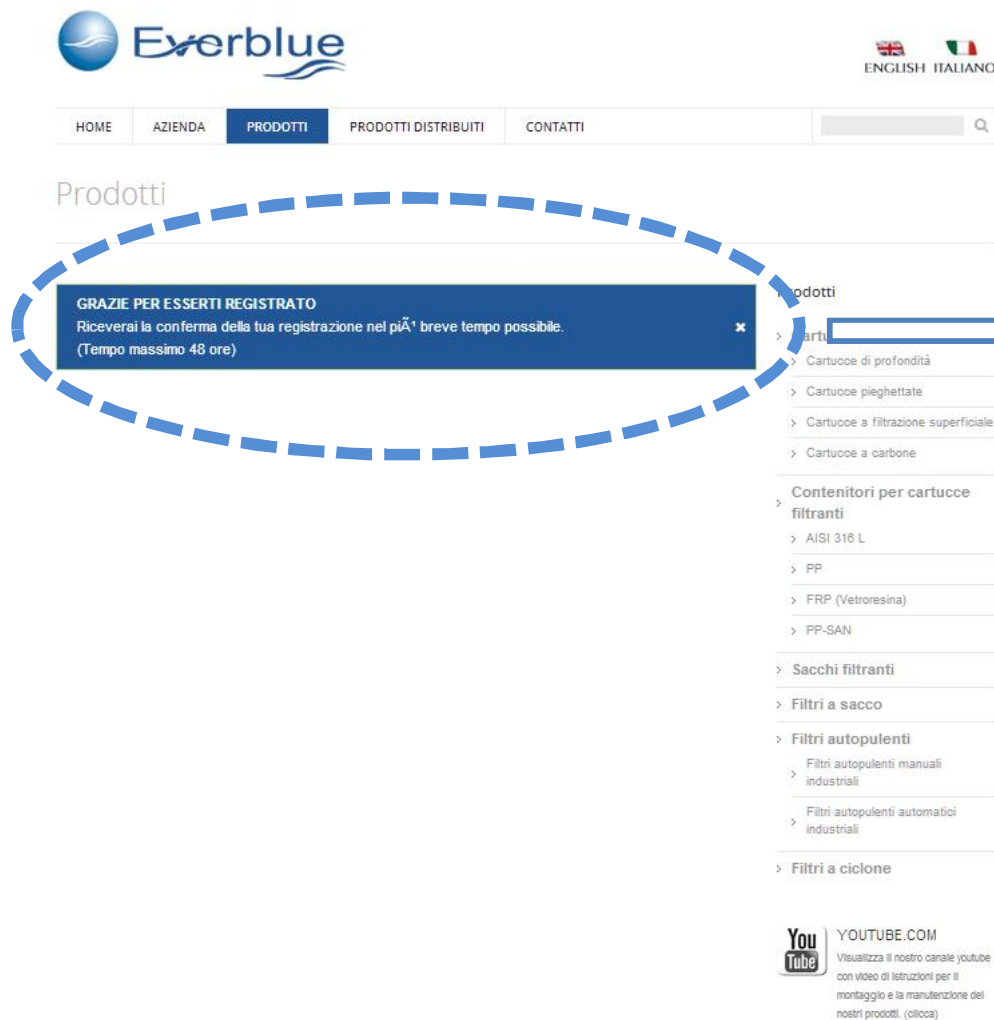 Everblue
ENGLISH ITALIANO
HOME AZIENDA PRODOTTI PRODOTTI DISTRIBUITI CONTATTI
Prodotti
GRAZIE PER ESSERTI REGISTRATO
Riceverai la conferma della tua registrazione nel piÃ¹ breve tempo possibile.
(Tempo massimo 48 ore)
Prodotti
Cartucce di profondità
Cartucce pieghettate
Cartucce a filtrazione superficiale
Cartucce a carbone
Contenitori per cartucce
filtranti
AISI 316 L
PP
FRP (Vetroresina)
PP-SAN
Sacchi filtranti
Filtri a sacco
Filtri autopulenti
Filtri autopulenti manuali
industriali
Filtri autopulenti automatici
industriali
Filtri a ciclone
You
Tube
YOUTUBE.COM
Visualizza il nostro canale youtube
con video di istruzioni per il
montaggio e la manutenzione dei
nostri prodotti. (clicca)